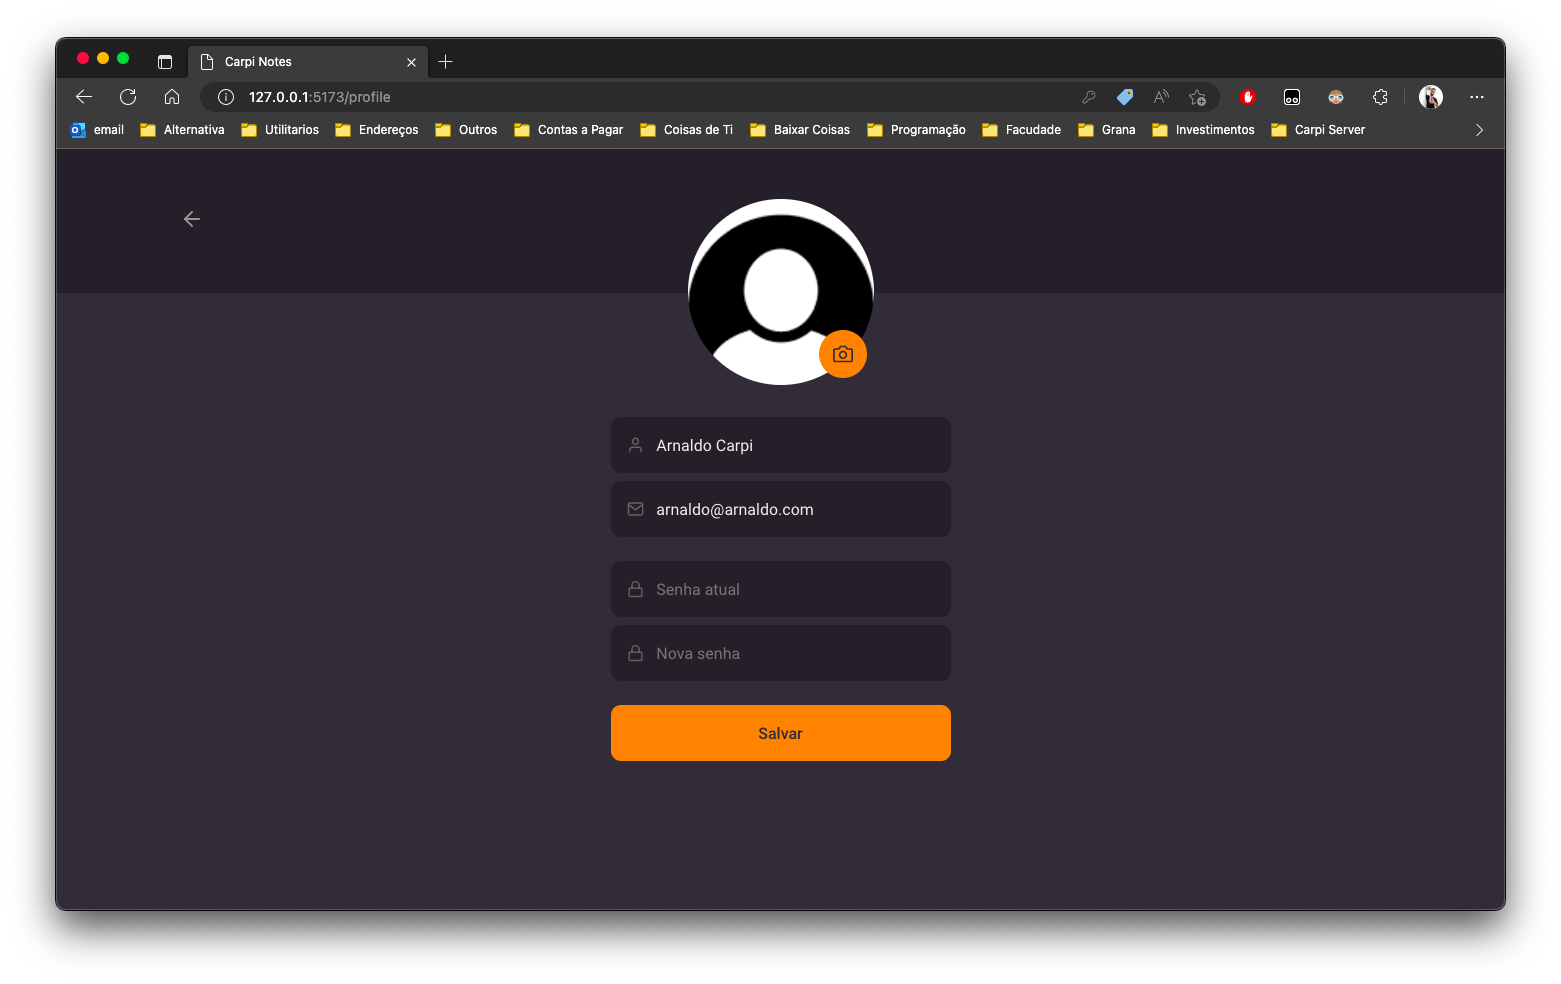 Carpi Notes
127.0.0.1:5173/profile
email Alternativa Utilitarios Endereços Outros Contas a Pagar Coisas de Ti Baixar Coisas Programação Facudade Grana Investimentos Carpi Server
Arnaldo Carpi
arnaldo@arnaldo.com
Senha atual
Nova senha
Salvar